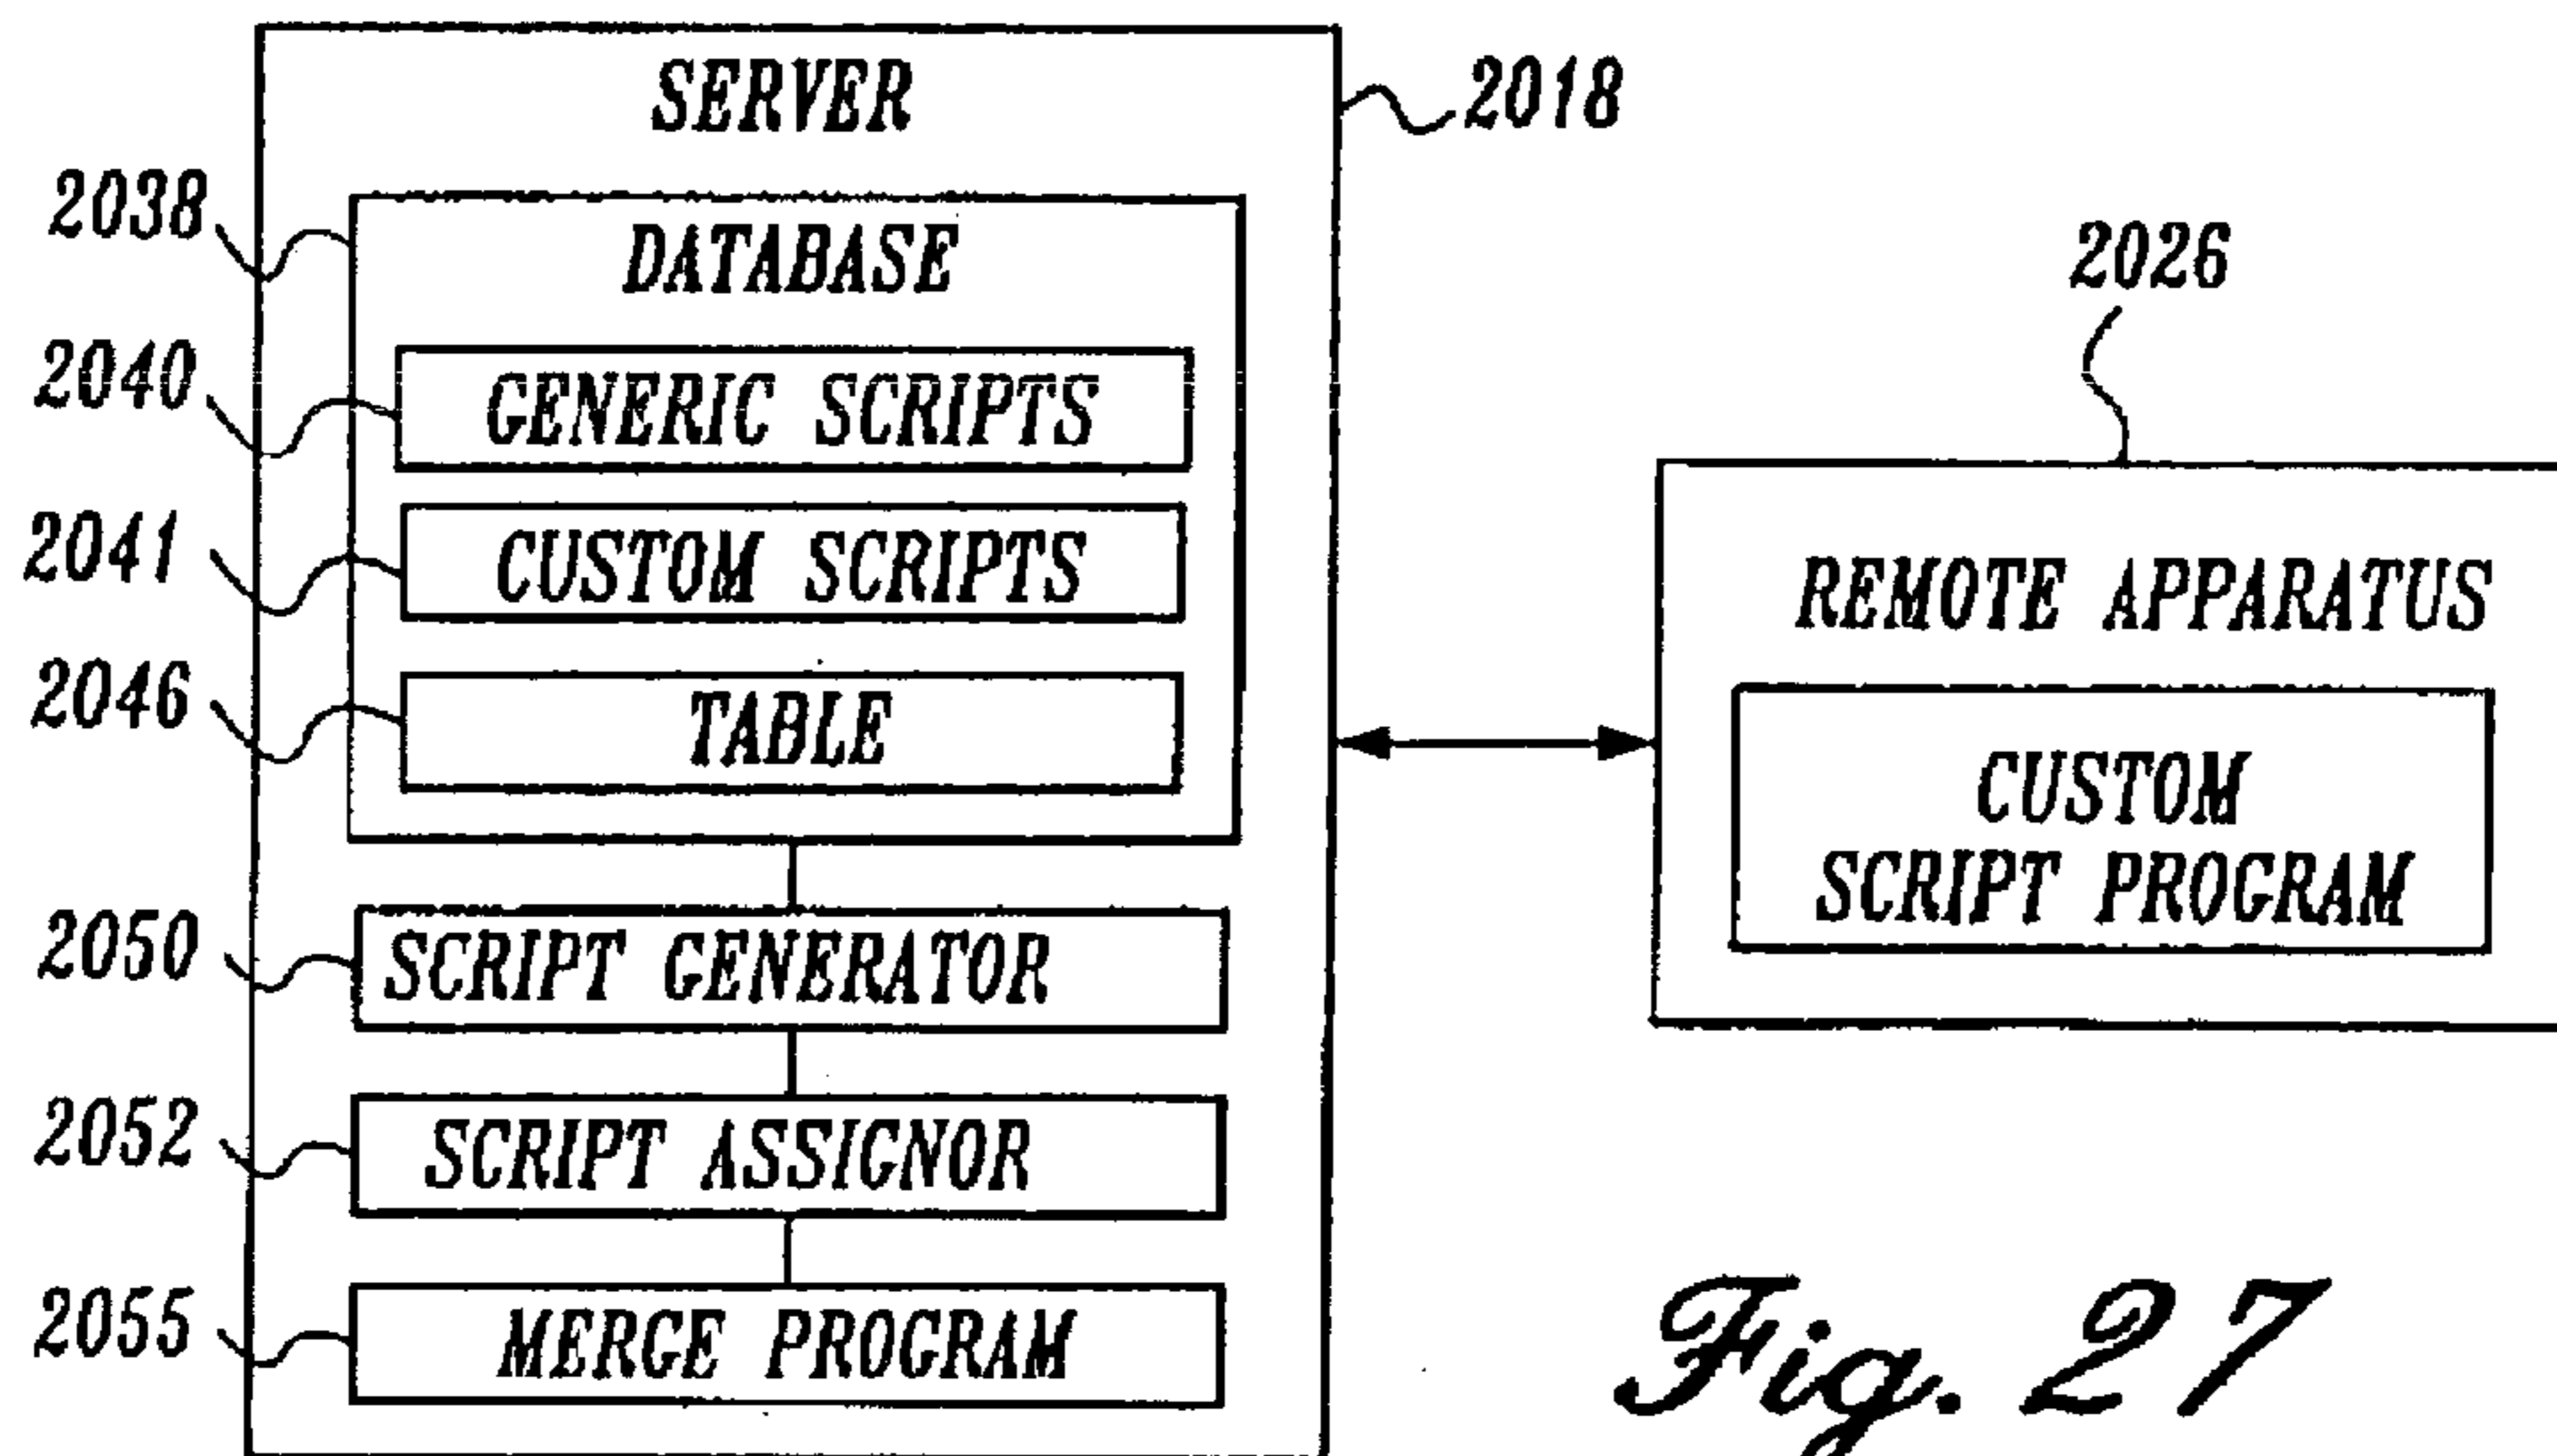 SERVER
2018
2038
DATABASE
2040
GENERIC SCRIPTS
2041
CUSTOM SCRIPTS
2046
TABLE
2050
SCRIPT GENERATOR
2052
SCRIPT ASSIGNOR
2055
MERGE PROGRAM
2026
REMOTE APPARATUS
CUSTOM
SCRIPT PROGRAM
Fig. 27